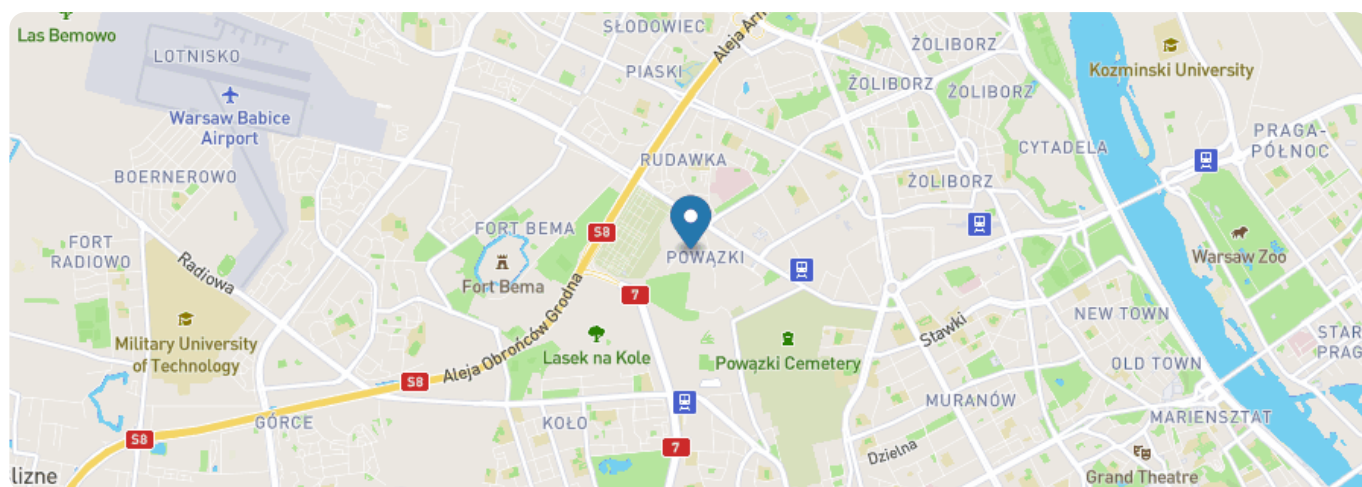 Las Bemowo
LOTNISKO
Warsaw Babice
Airport
BOERNEROWO
FORT
RADIOWO
Radiowa
Military University
of Technology
S8
lizne
GÓRCE
S8
Aleja Obrońców Grodna
FORT BEMA
Fort Bema
S8
SŁODOWIEC
PIASKI
Aleja Arm
RUDAWKA
POWĄZKI
7
Lasek na Kole
KOŁO
7
Powązki Cemetery
ŻOLIBORZ
ŻOLIBORZ
ŻOLIBORZ
ŻOLIBORZ
CYTADELA
Kozminski University
PRAGA-
PÓŁNOC
Warsaw Zoo
Stawki
NEW TOWN
OLD TOWN
STAR
PRAG
MURANÓW
MARIENSZTAT
Dzielna
Grand Theatre